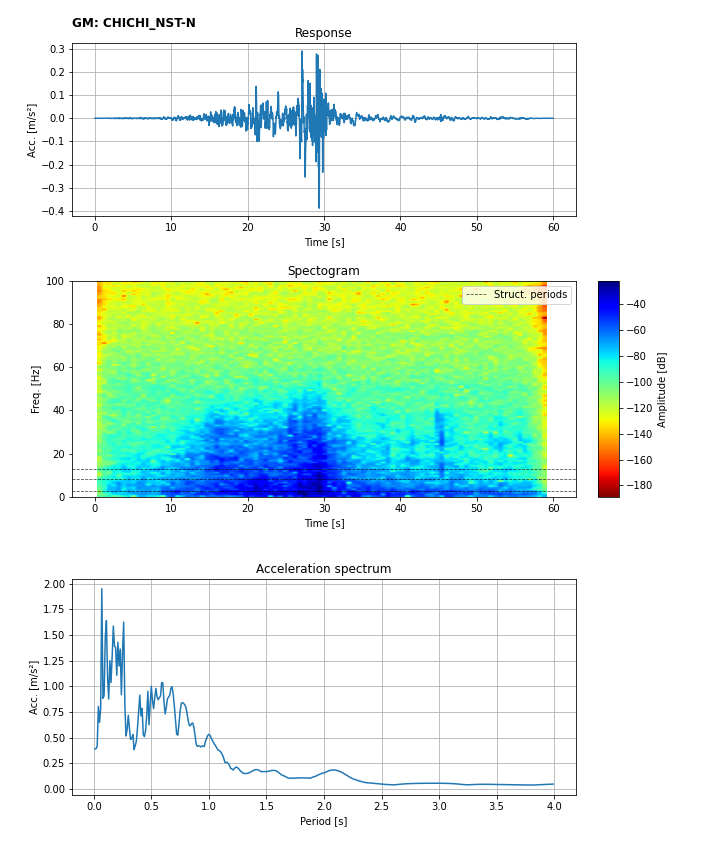 GM: CHICHI_NST-N
Response
0.3
0.2
0.1
0.0
−0.1
−0.2
−0.3
−0.4
Acc. [m/s²]
0 10 20 30 40 50 60
Time [s]
Spectogram
100
80
60
40
20
0
Freq. [Hz]
Struct. periods
0 10 20 30 40 50 60
Time [s]
−40
−60
−80
−100
−120
−140
−160
−180
Amplitude [dB]
Acceleration spectrum
2.00
1.75
1.50
1.25
1.00
0.75
0.50
0.25
0.00
Acc. [m/s²]
0.0 0.5 1.0 1.5 2.0 2.5 3.0 3.5 4.0
Period [s]